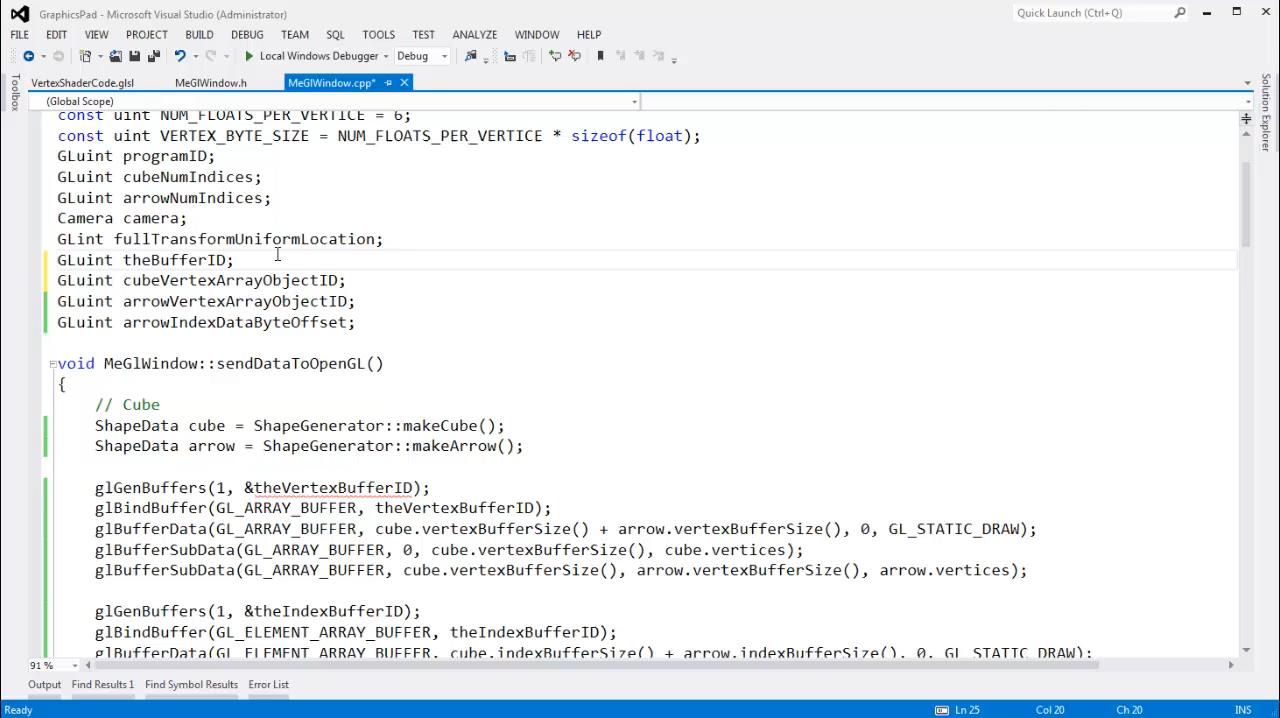 GraphicsPad - Microsoft Visual Studio (Administrator)
Quick Launch (Ctrl+Q)
FILE EDIT VIEW PROJECT BUILD DEBUG TEAM SQL TOOLS TEST ANALYZE WINDOW HELP
Local Windows Debugger Debug
VertexShaderCode.glsl MeGlWindow.h MeGlWindow.cpp*
Toolbox
Solution Explorer
(Global Scope)
const uint NUM_FLOATS_PER_VERTICE = 6;
const uint VERTEX_BYTE_SIZE = NUM_FLOATS_PER_VERTICE * sizeof(float);
GLuint programID;
GLuint cubeNumIndices;
GLuint arrowNumIndices;
Camera camera;
GLint fullTransformUniformLocation;
GLuint theBufferID;
GLuint cubeVertexArrayObjectID;
GLuint arrowVertexArrayObjectID;
GLuint arrowIndexDataByteOffset;
void MeGlWindow::sendDataToOpenGL()
{
// Cube
ShapeData cube = ShapeGenerator::makeCube();
ShapeData arrow = ShapeGenerator::makeArrow();
glGenBuffers(1, &theVertexBufferID);
glBindBuffer(GL_ARRAY_BUFFER, theVertexBufferID);
glBufferData(GL_ARRAY_BUFFER, cube.vertexBufferSize() + arrow.vertexBufferSize(), 0, GL_STATIC_DRAW);
glBufferSubData(GL_ARRAY_BUFFER, 0, cube.vertexBufferSize(), cube.vertices);
glBufferSubData(GL_ARRAY_BUFFER, cube.vertexBufferSize(), arrow.vertexBufferSize(), arrow.vertices);
glGenBuffers(1, &theIndexBufferID);
glBindBuffer(GL_ELEMENT_ARRAY_BUFFER, theIndexBufferID);
glBufferData(GL_ELEMENT_ARRAY_BUFFER, cube.indexBufferSize() + arrow.indexBufferSize(), 0, GL_STATIC_DRAW);
91 %
Output Find Results 1 Find Symbol Results Error List
Ready Ln 25 Col 20 Ch 20 INS